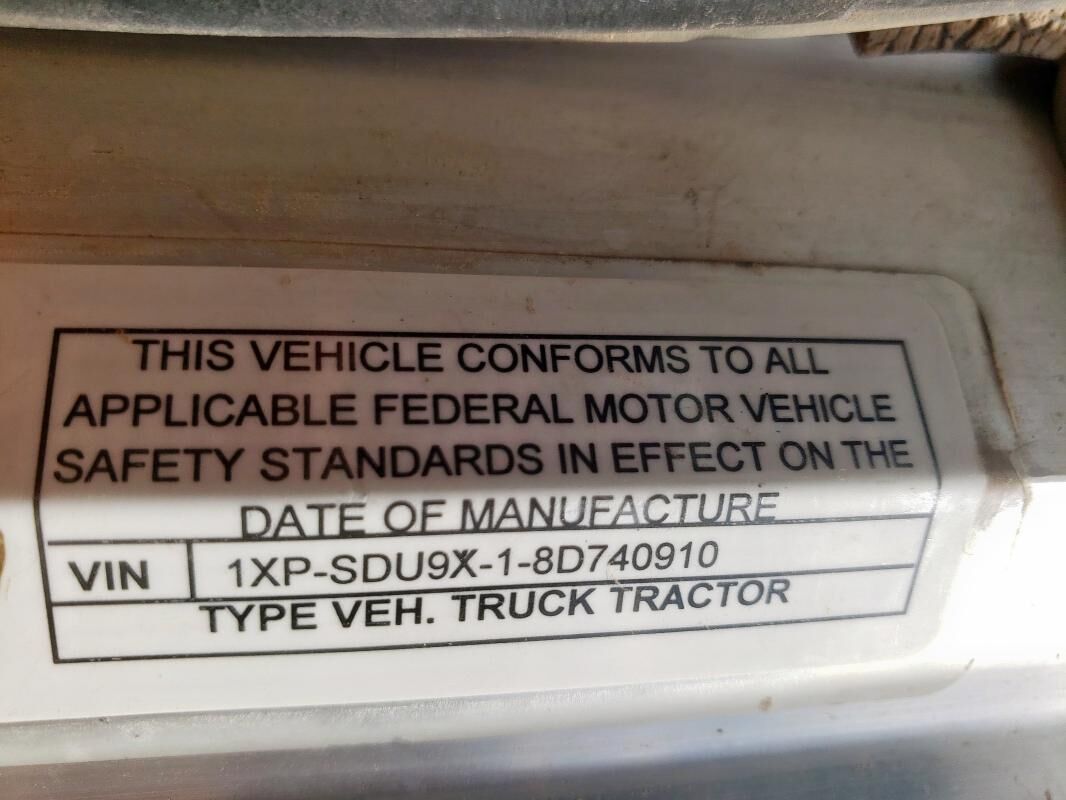 THIS VEHICLE CONFORMS TO ALL
APPLICABLE FEDERAL MOTOR VEHICLE
SAFETY STANDARDS IN EFFECT ON THE
DATE OF MANUFACTURE
VIN 1XP-SDU9X-1-8D740910
TYPE VEH. TRUCK TRACTOR